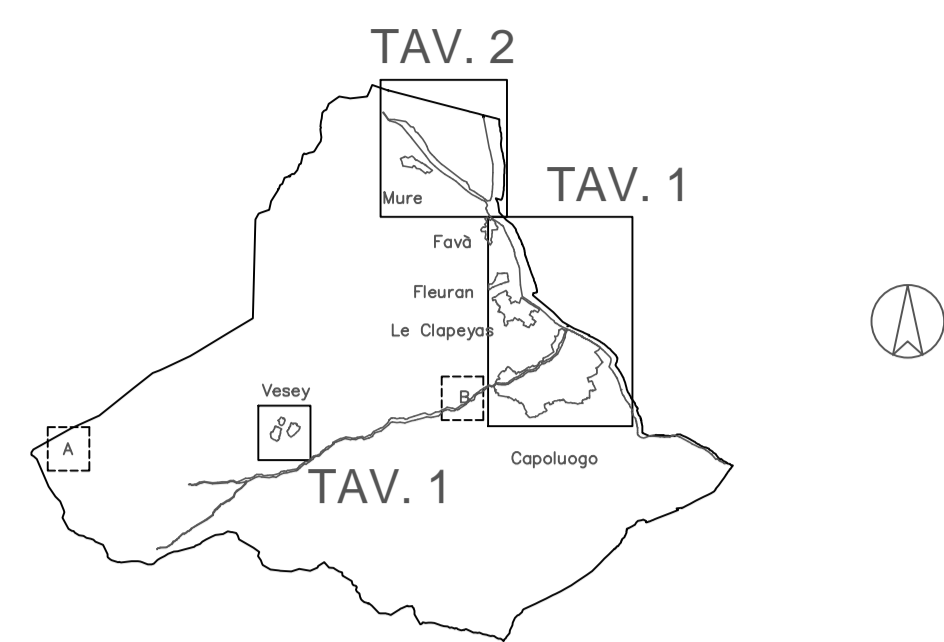 TAV. 2
TAV. 1
Mure
Favà
Fleuran
Le Clapeyas
Vesey
B
A
Capoluogo
TAV. 1